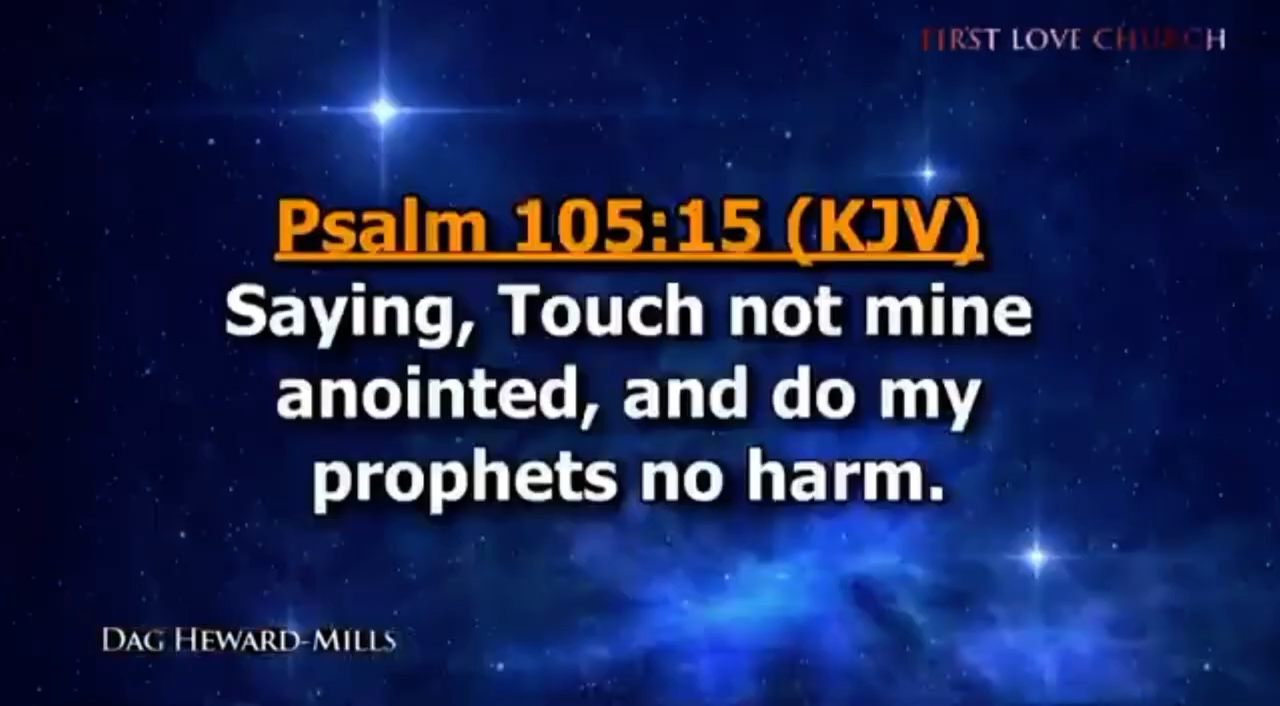 FIRST LOVE CHURCH
Psalm 105:15 (KJV)
Saying, Touch not mine
anointed, and do my
prophets no harm.
DAG HEWARD-MILLS